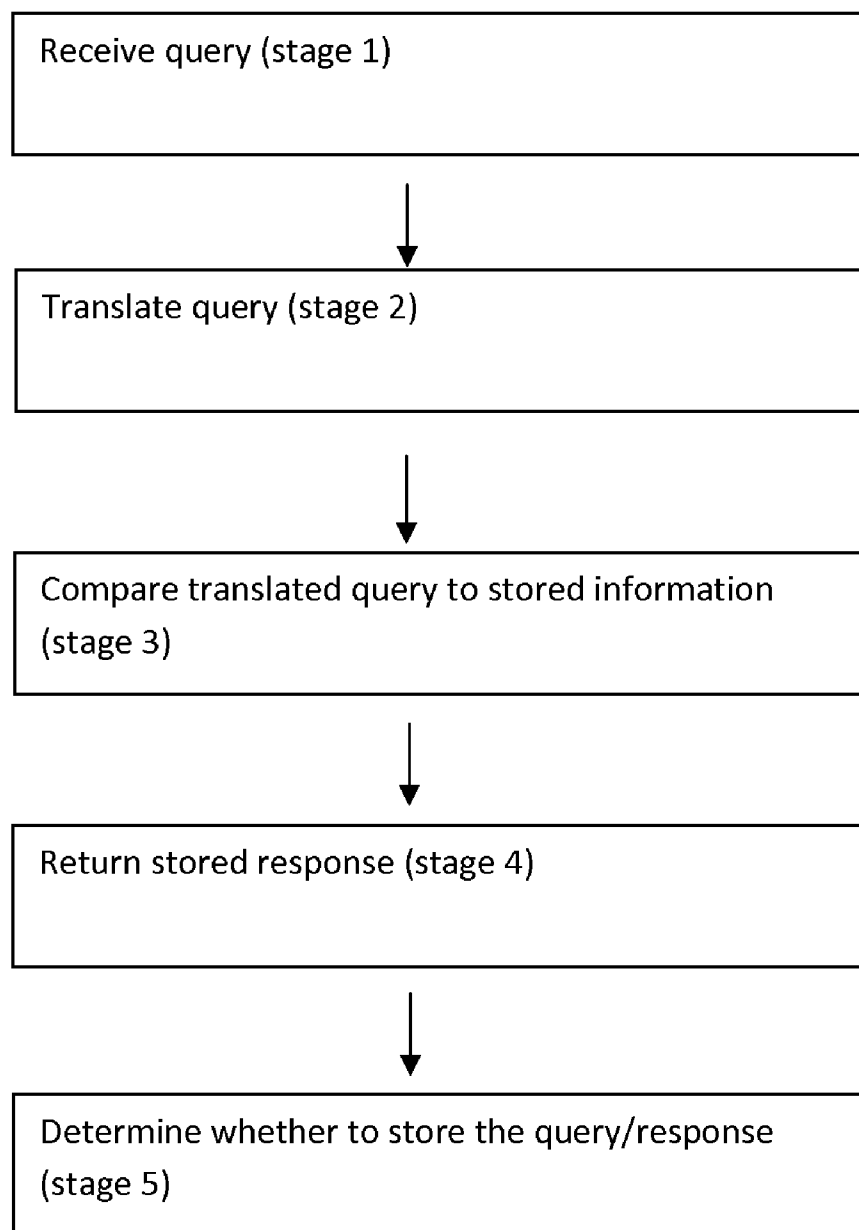 Receive query (stage 1)
Translate query (stage 2)
Compare translated query to stored information
(stage 3)
Return stored response (stage 4)
Determine whether to store the query/response
(stage 5)